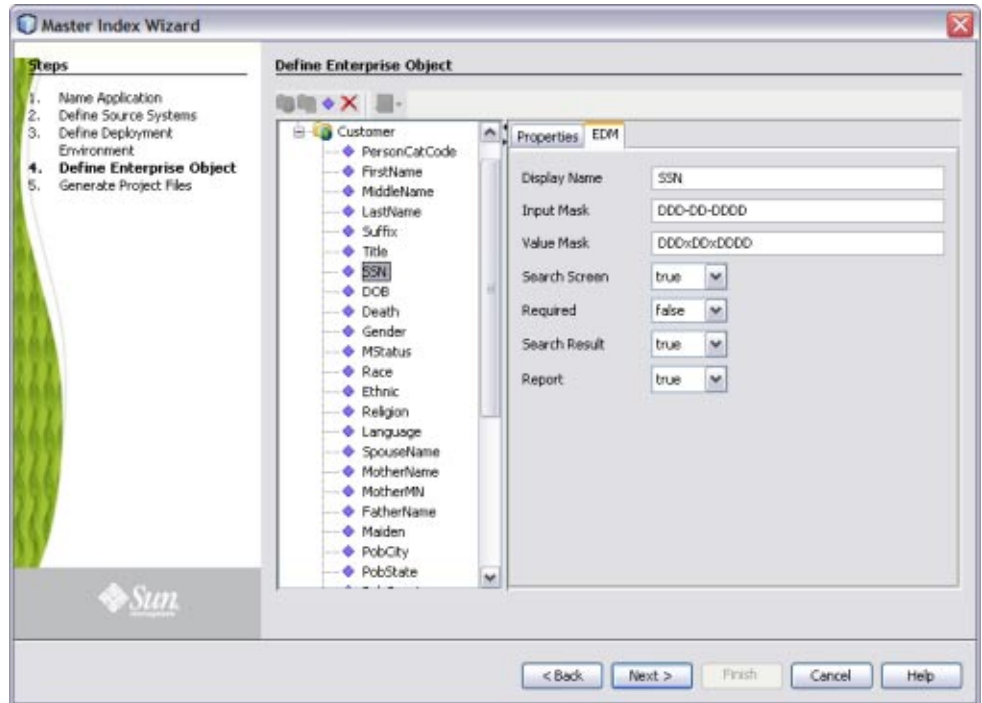 Master Index Wizard
Steps
1. Name Application
2. Define Source Systems
3. Define Deployment
Environment
4. Define Enterprise Object
5. Generate Project Files
Define Enterprise Object
Customer
PersonCatCode
FirstName
MiddleName
LastName
Suffix
Title
SSN
DOB
Death
Gender
MStatus
Race
Ethnic
Religion
Language
SpouseName
MotherName
MotherMN
FatherName
Maiden
PobCity
PobState
Properties
EDM
Display Name
SSN
Input Mask
DDD-DD-DDDD
Value Mask
DDDxDDxDDDD
Search Screen
true
Required
false
Search Result
true
Report
true
Sun
< Back
Next >
Finish
Cancel
Help